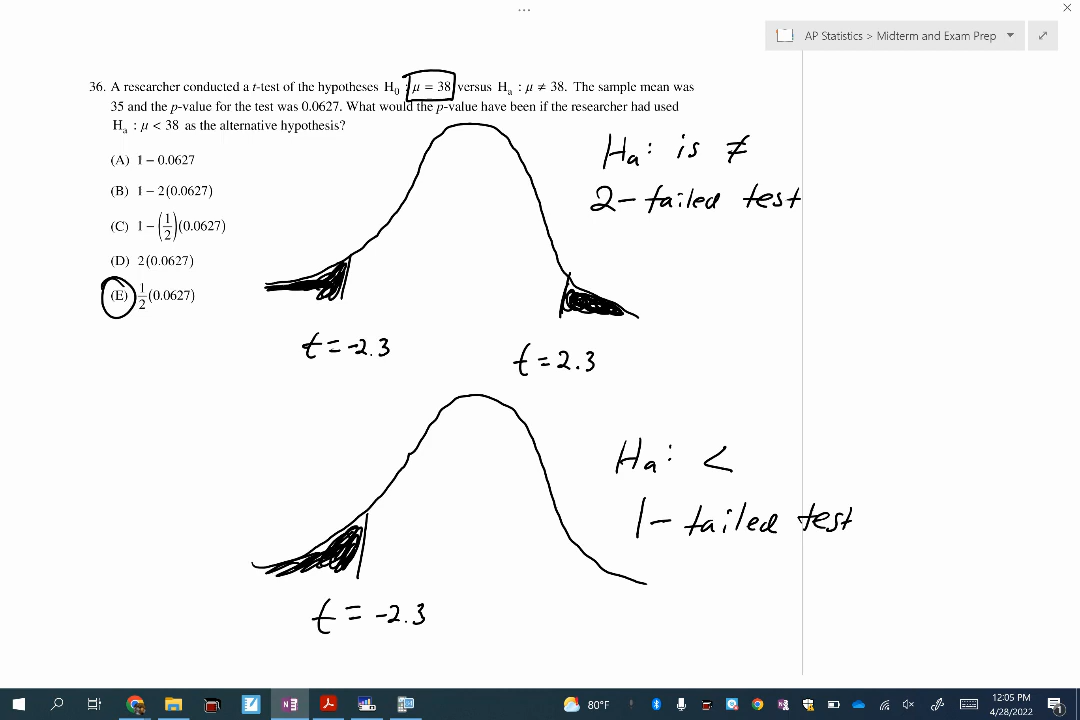 ...
AP Statistics > Midterm and Exam Prep
36. A researcher conducted a t-test of the hypotheses H₀ : μ = 38 versus Hₐ : μ ≠ 38. The sample mean was
35 and the p-value for the test was 0.0627. What would the p-value have been if the researcher had used
Hₐ : μ < 38 as the alternative hypothesis?
(A) 1 − 0.0627
(B) 1 − 2(0.0627)
(C) 1 − (1/2)(0.0627)
(D) 2(0.0627)
(E) 1/2(0.0627)
Ha: is ≠
2-tailed test
t = -2.3
t = 2.3
Ha: <
1-tailed test
t = -2.3
80°F
12:05 PM
4/28/2022